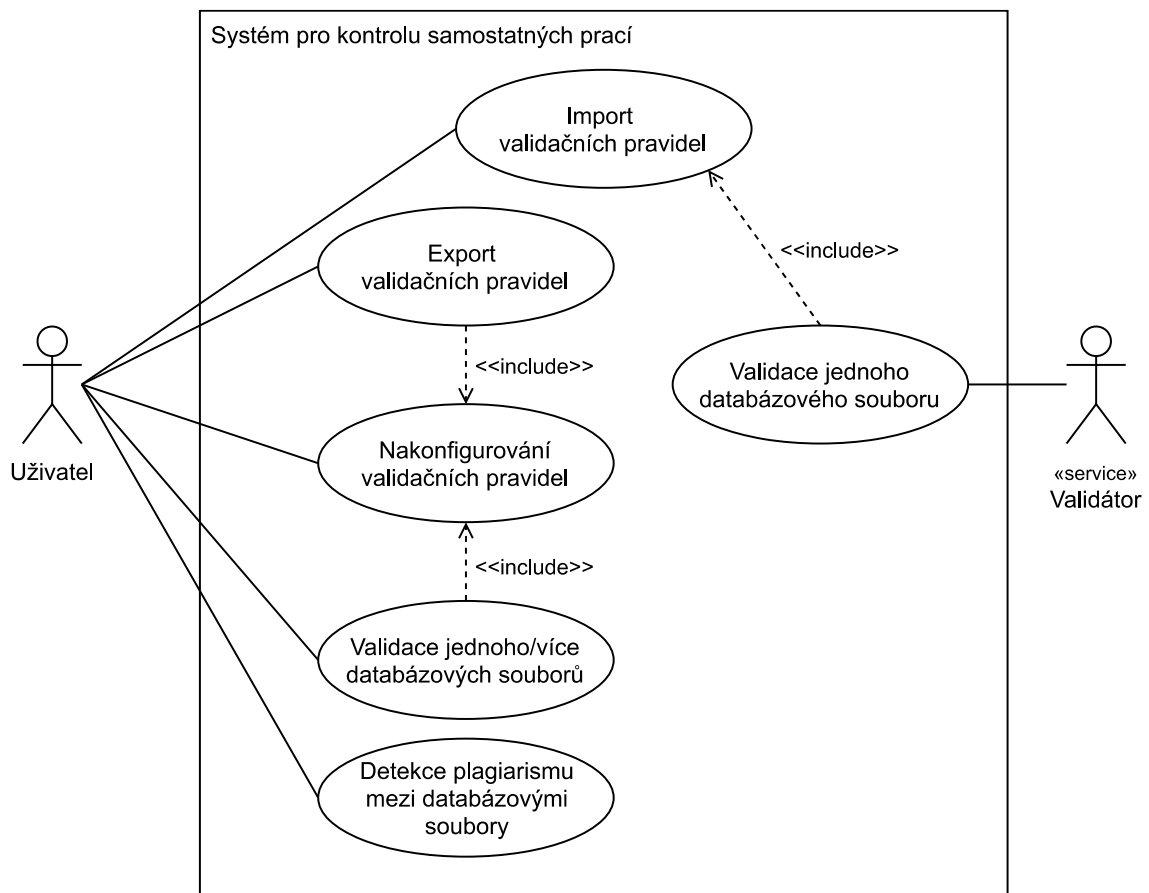 Systém pro kontrolu samostatných prací
Import
validačních pravidel
Export
validačních pravidel
<<include>>
<<include>>
Validace jednoho
databázového souboru
Nakonfigurování
validačních pravidel
Uživatel
«service»
Validátor
<<include>>
Validace jednoho/více
databázových souborů
Detekce plagiarismu
mezi databázovými
soubory